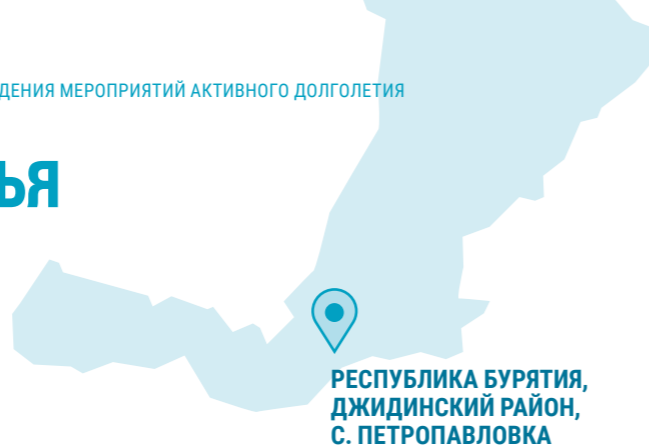 ДЕНИЯ МЕРОПРИЯТИЙ АКТИВНОГО ДОЛГОЛЕТИЯ
ЬЯ
РЕСПУБЛИКА БУРЯТИЯ,
ДЖИДИНСКИЙ РАЙОН,
С. ПЕТРОПАВЛОВКА